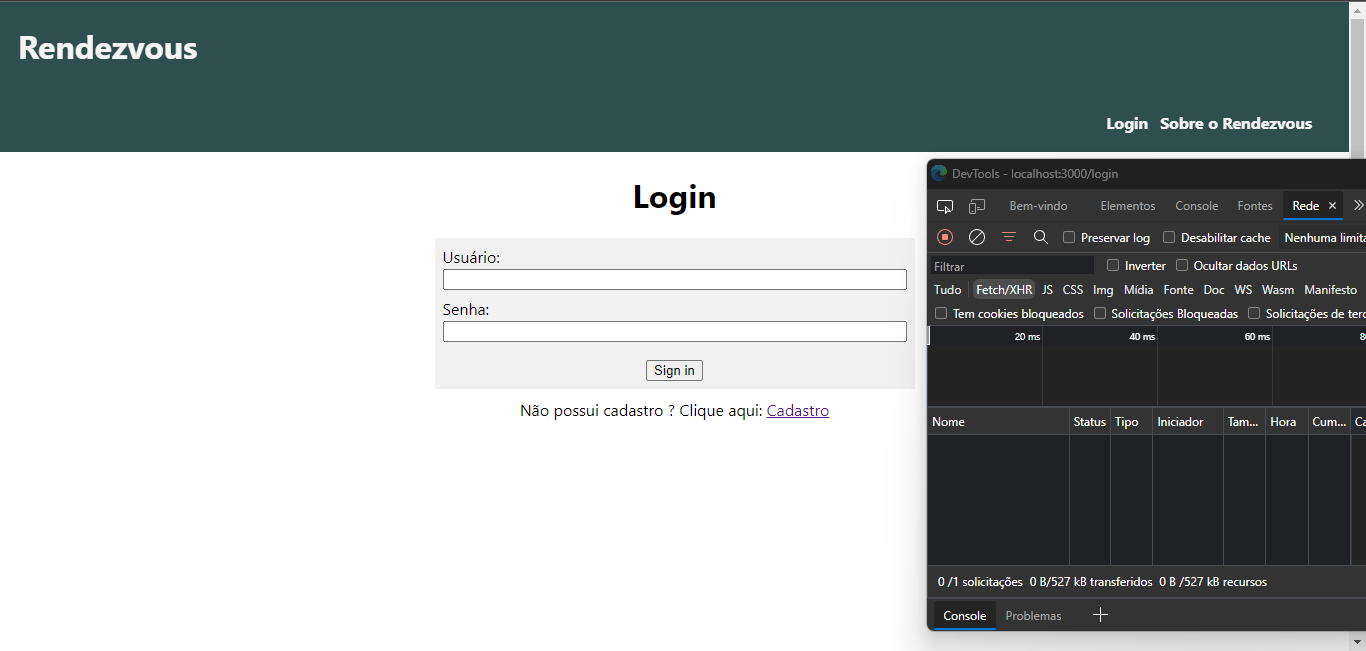 Rendezvous
Login Sobre o Rendezvous
Login
Usuário:
Senha:
Sign in
Não possui cadastro ? Clique aqui: Cadastro
DevTools - localhost:3000/login
Bem-vindo Elementos Console Fontes Rede
Preservar log Desabilitar cache Nenhuma limita
Filtrar Inverter Ocultar dados URLs
Tudo Fetch/XHR JS CSS Img Mídia Fonte Doc WS Wasm Manifesto
Tem cookies bloqueados Solicitações Bloqueadas Solicitações de terc
20 ms 40 ms 60 ms 8
Nome Status Tipo Iniciador Tam... Hora Cum... Ca
0 /1 solicitações 0 B/527 kB transferidos 0 B /527 kB recursos
Console Problemas